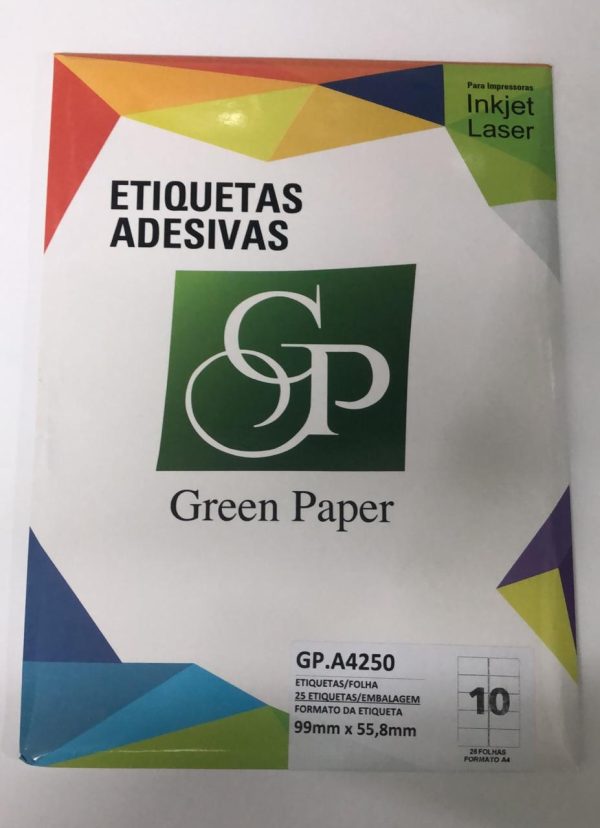 Para Impressoras
Inkjet
Laser
ETIQUETAS
ADESIVAS
GP
Green Paper
GP.A4250
ETIQUETAS/FOLHA
25 ETIQUETAS/EMBALAGEM
FORMATO DA ETIQUETA
99mm x 55,8mm
10
26 FOLHAS
FORMATO A4